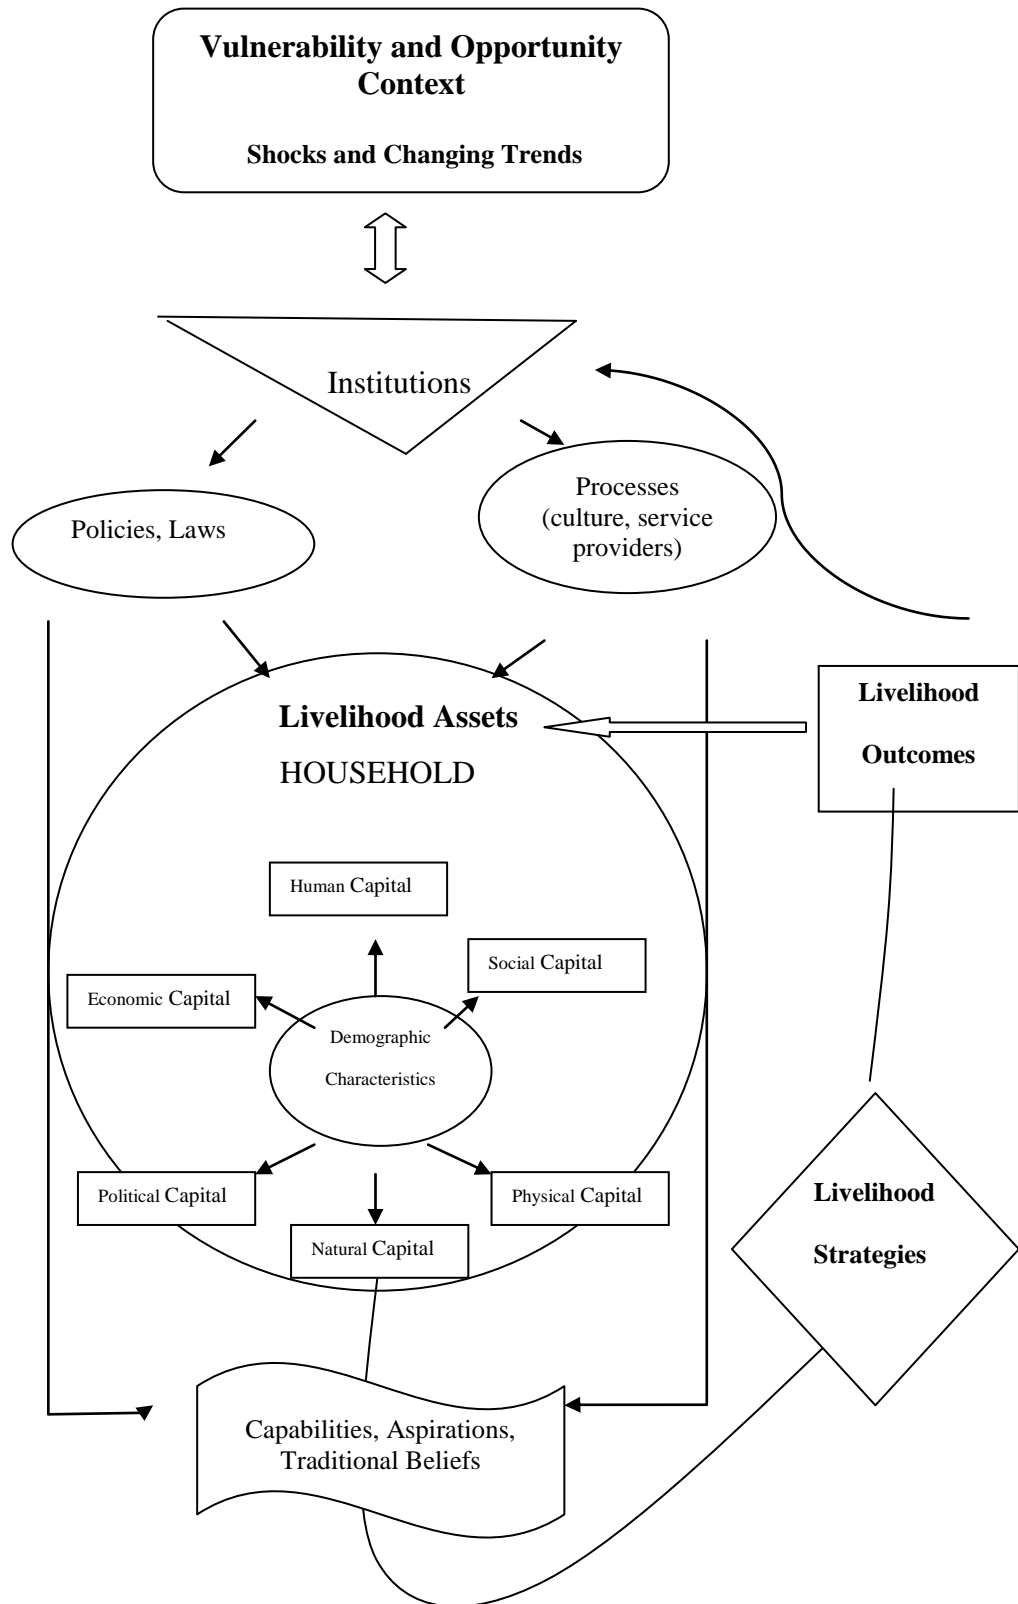 Vulnerability and Opportunity
Context
Shocks and Changing Trends
Institutions
Policies, Laws
Processes
(culture, service
providers)
Livelihood Assets
HOUSEHOLD
Livelihood
Outcomes
Human Capital
Social Capital
Economic Capital
Demographic
Characteristics
Political Capital
Physical Capital
Natural Capital
Livelihood
Strategies
Capabilities, Aspirations,
Traditional Beliefs